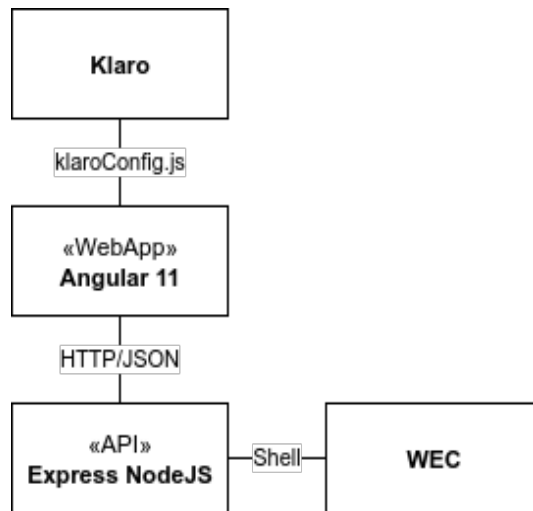 Klaro
klaroConfig.js
«WebApp»
Angular 11
HTTP/JSON
«API»
Express NodeJS
Shell
WEC